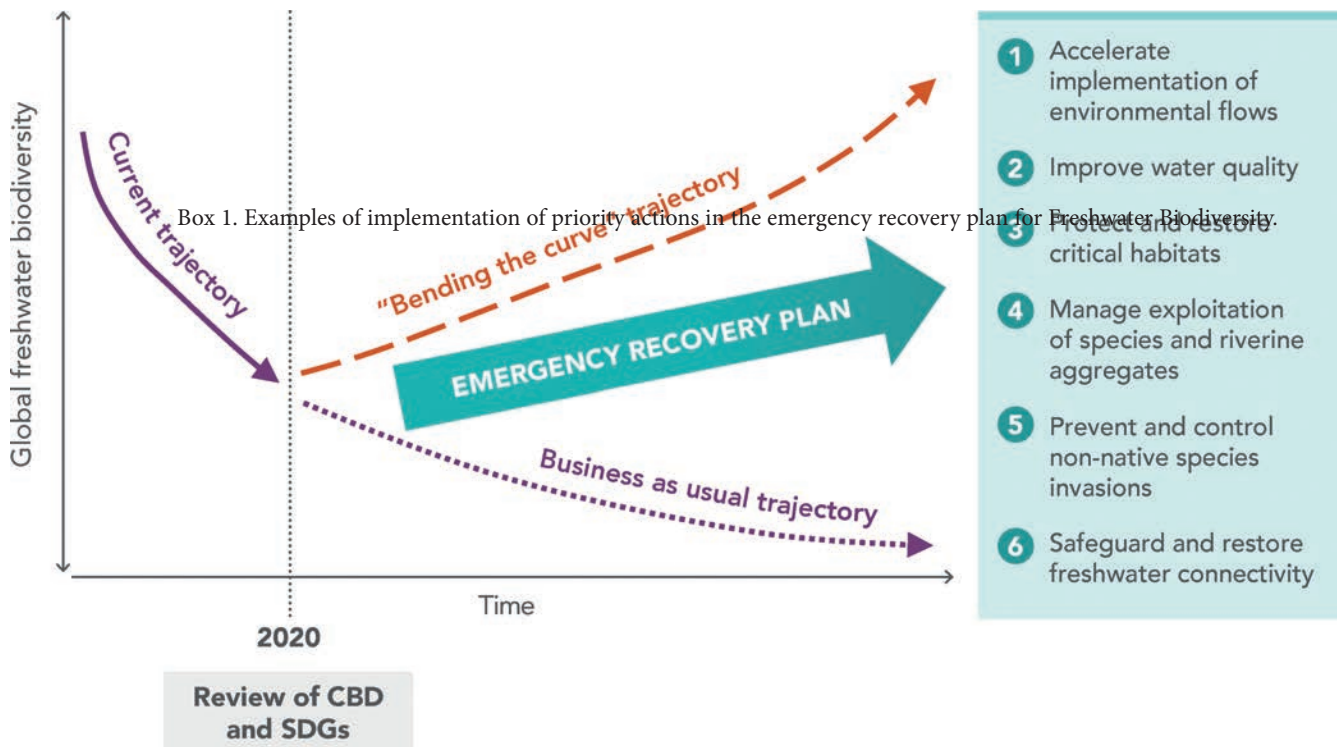 Global freshwater biodiversity
Current trajectory
"Bending the curve" trajectory
EMERGENCY RECOVERY PLAN
Business as usual trajectory
Time
2020
Review of CBD
and SDGs
Box 1. Examples of implementation of priority actions in the emergency recovery plan for Freshwater Biodiversity.
1 Accelerate
implementation of
environmental flows
2 Improve water quality
3 Protect and restore
critical habitats
4 Manage exploitation
of species and riverine
aggregates
5 Prevent and control
non-native species
invasions
6 Safeguard and restore
freshwater connectivity